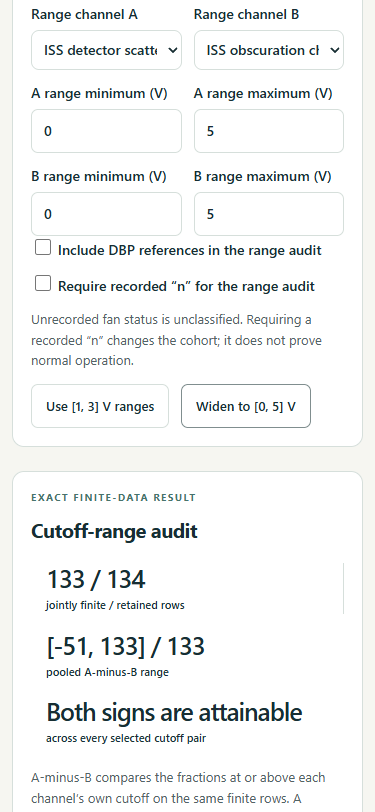 Range channel A
Range channel B
ISS detector scatte
ISS obscuration ch
A range minimum (V)
A range maximum (V)
0
5
B range minimum (V)
B range maximum (V)
0
5
Include DBP references in the range audit
Require recorded “n” for the range audit
Unrecorded fan status is unclassified. Requiring a
recorded “n” changes the cohort; it does not prove
normal operation.
Use [1, 3] V ranges
Widen to [0, 5] V
EXACT FINITE-DATA RESULT
Cutoff-range audit
133 / 134
jointly finite / retained rows
[-51, 133] / 133
pooled A-minus-B range
Both signs are attainable
across every selected cutoff pair
A-minus-B compares the fractions at or above each
channel’s own cutoff on the same finite rows. A